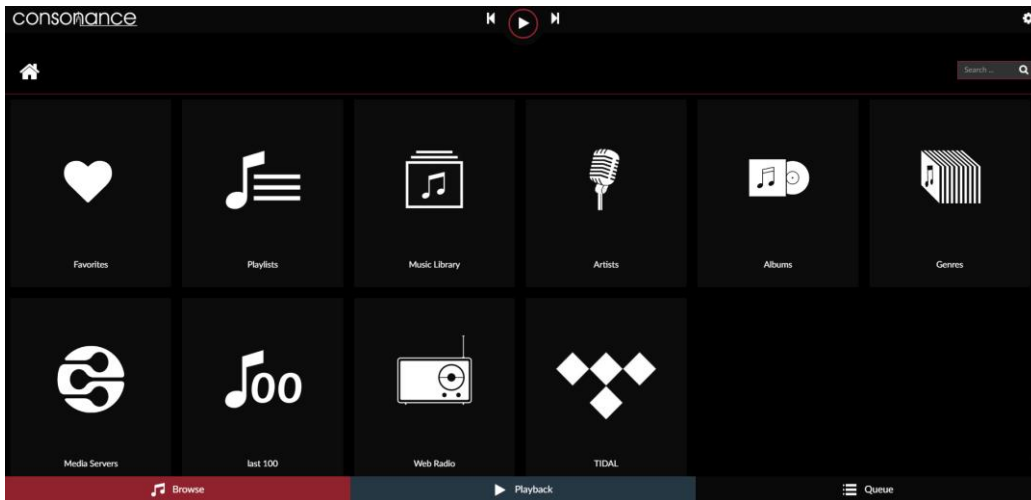 consonance
Search ...
Favorites
Playlists
Music Library
Artists
Albums
Genres
00
Media Servers
last 100
Web Radio
TIDAL
Browse
Playback
Queue